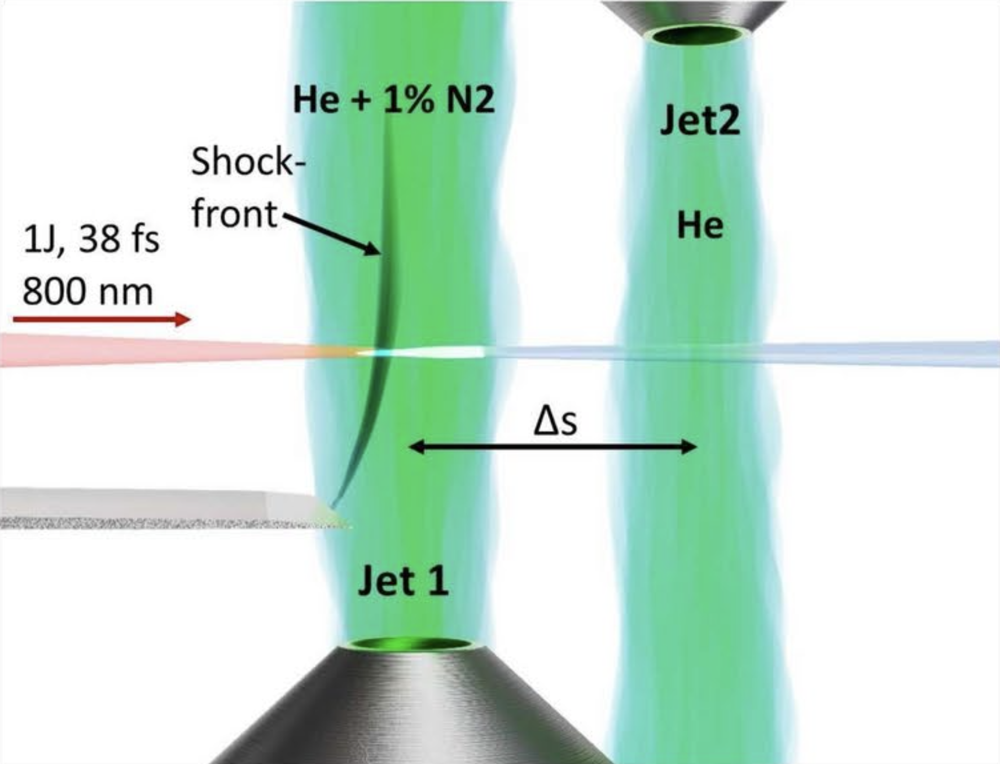 He + 1% N2
Jet2
Shock-
front
He
1J, 38 fs
800 nm
Δs
Jet 1